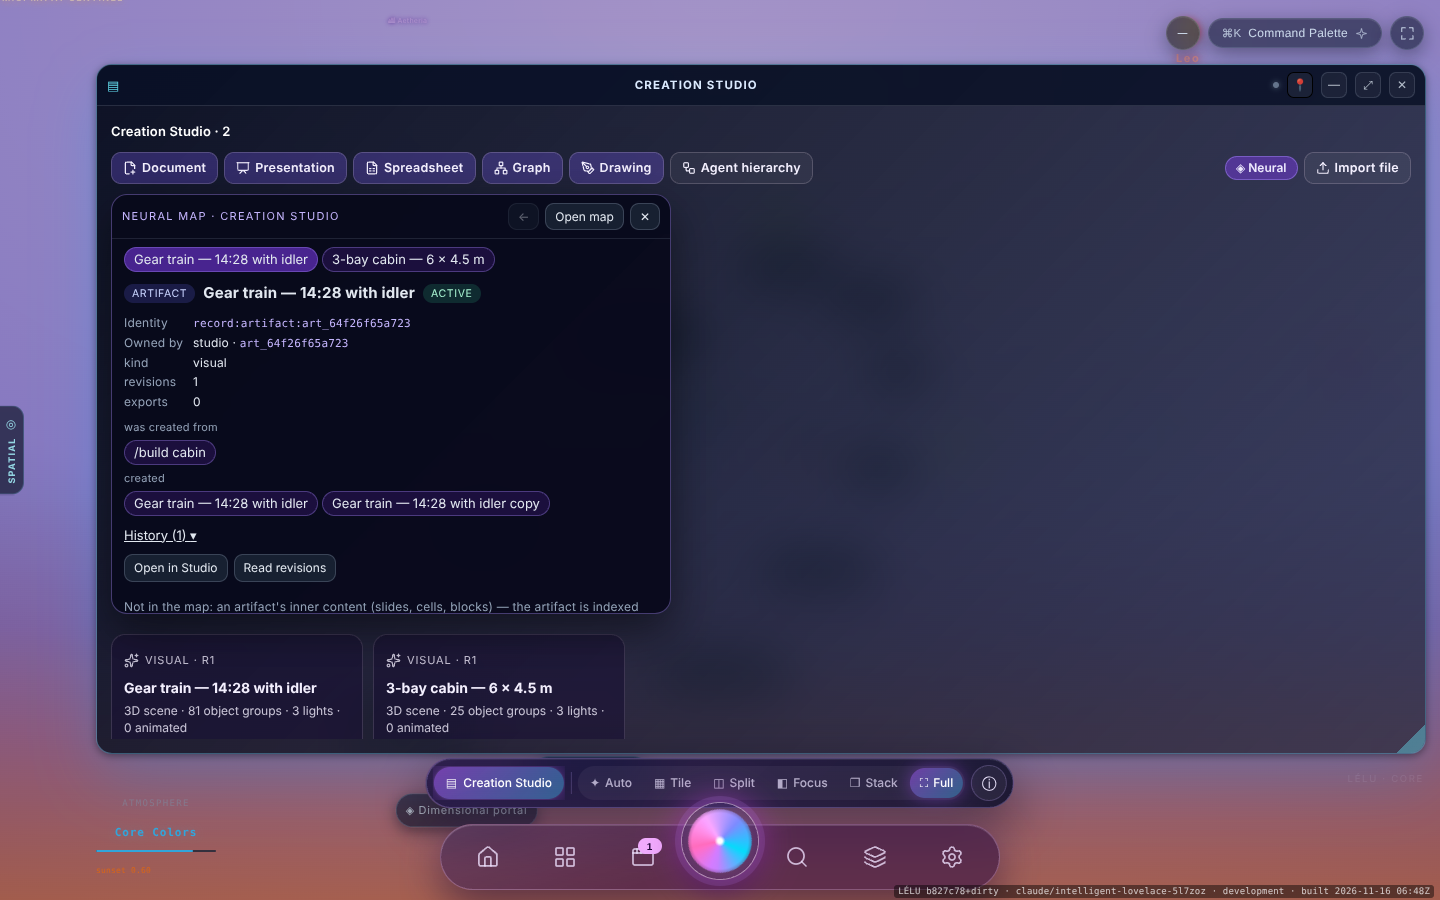 ⌘K Command Palette
CREATION STUDIO
Creation Studio · 2
Document Presentation Spreadsheet Graph Drawing Agent hierarchy ◈ Neural Import file
NEURAL MAP · CREATION STUDIO ← Open map ✕
Gear train — 14:28 with idler 3-bay cabin — 6 × 4.5 m
ARTIFACT Gear train — 14:28 with idler ACTIVE
Identity record:artifact:art_64f26f65a723
Owned by studio · art_64f26f65a723
kind visual
revisions 1
exports 0
was created from
/build cabin
created
Gear train — 14:28 with idler Gear train — 14:28 with idler copy
History (1) ▾
Open in Studio Read revisions
Not in the map: an artifact's inner content (slides, cells, blocks) — the artifact is indexed
SPATIAL
VISUAL · R1 VISUAL · R1
Gear train — 14:28 with idler 3-bay cabin — 6 × 4.5 m
3D scene · 81 object groups · 3 lights · 3D scene · 25 object groups · 3 lights ·
0 animated 0 animated
Creation Studio Auto Tile Split Focus Stack Full
LÉLU CORE
ATMOSPHERE
◈ Dimensional portal
Core Colors
1
LÉLU b827c78+dirty · claude/intelligent-lovelace-5l7zoz · development · built 2026-11-16 06:48Z